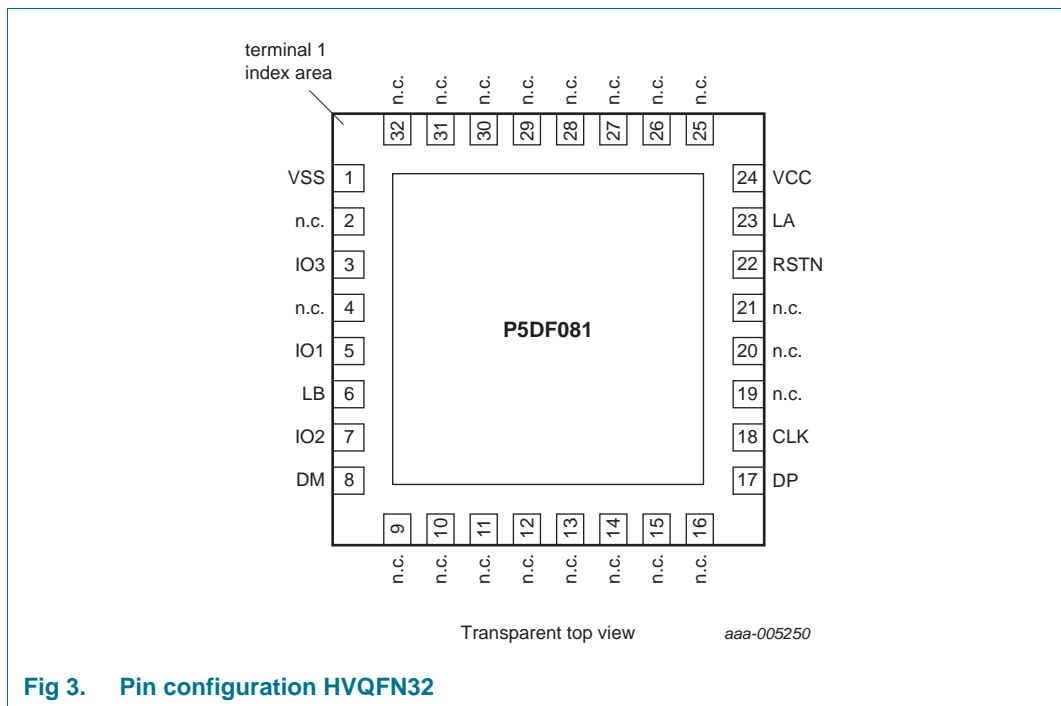 terminal 1
index area
n.c. n.c. n.c. n.c. n.c. n.c. n.c. n.c.
32 31 30 29 28 27 26 25
VSS 1 24 VCC
n.c. 2 23 LA
IO3 3 22 RSTN
n.c. 4 21 n.c.
P5DF081
IO1 5 20 n.c.
LB 6 19 n.c.
IO2 7 18 CLK
DM 8 17 DP
9 10 11 12 13 14 15 16
n.c. n.c. n.c. n.c. n.c. n.c. n.c. n.c.
Transparent top view aaa-005250
Fig 3. Pin configuration HVQFN32